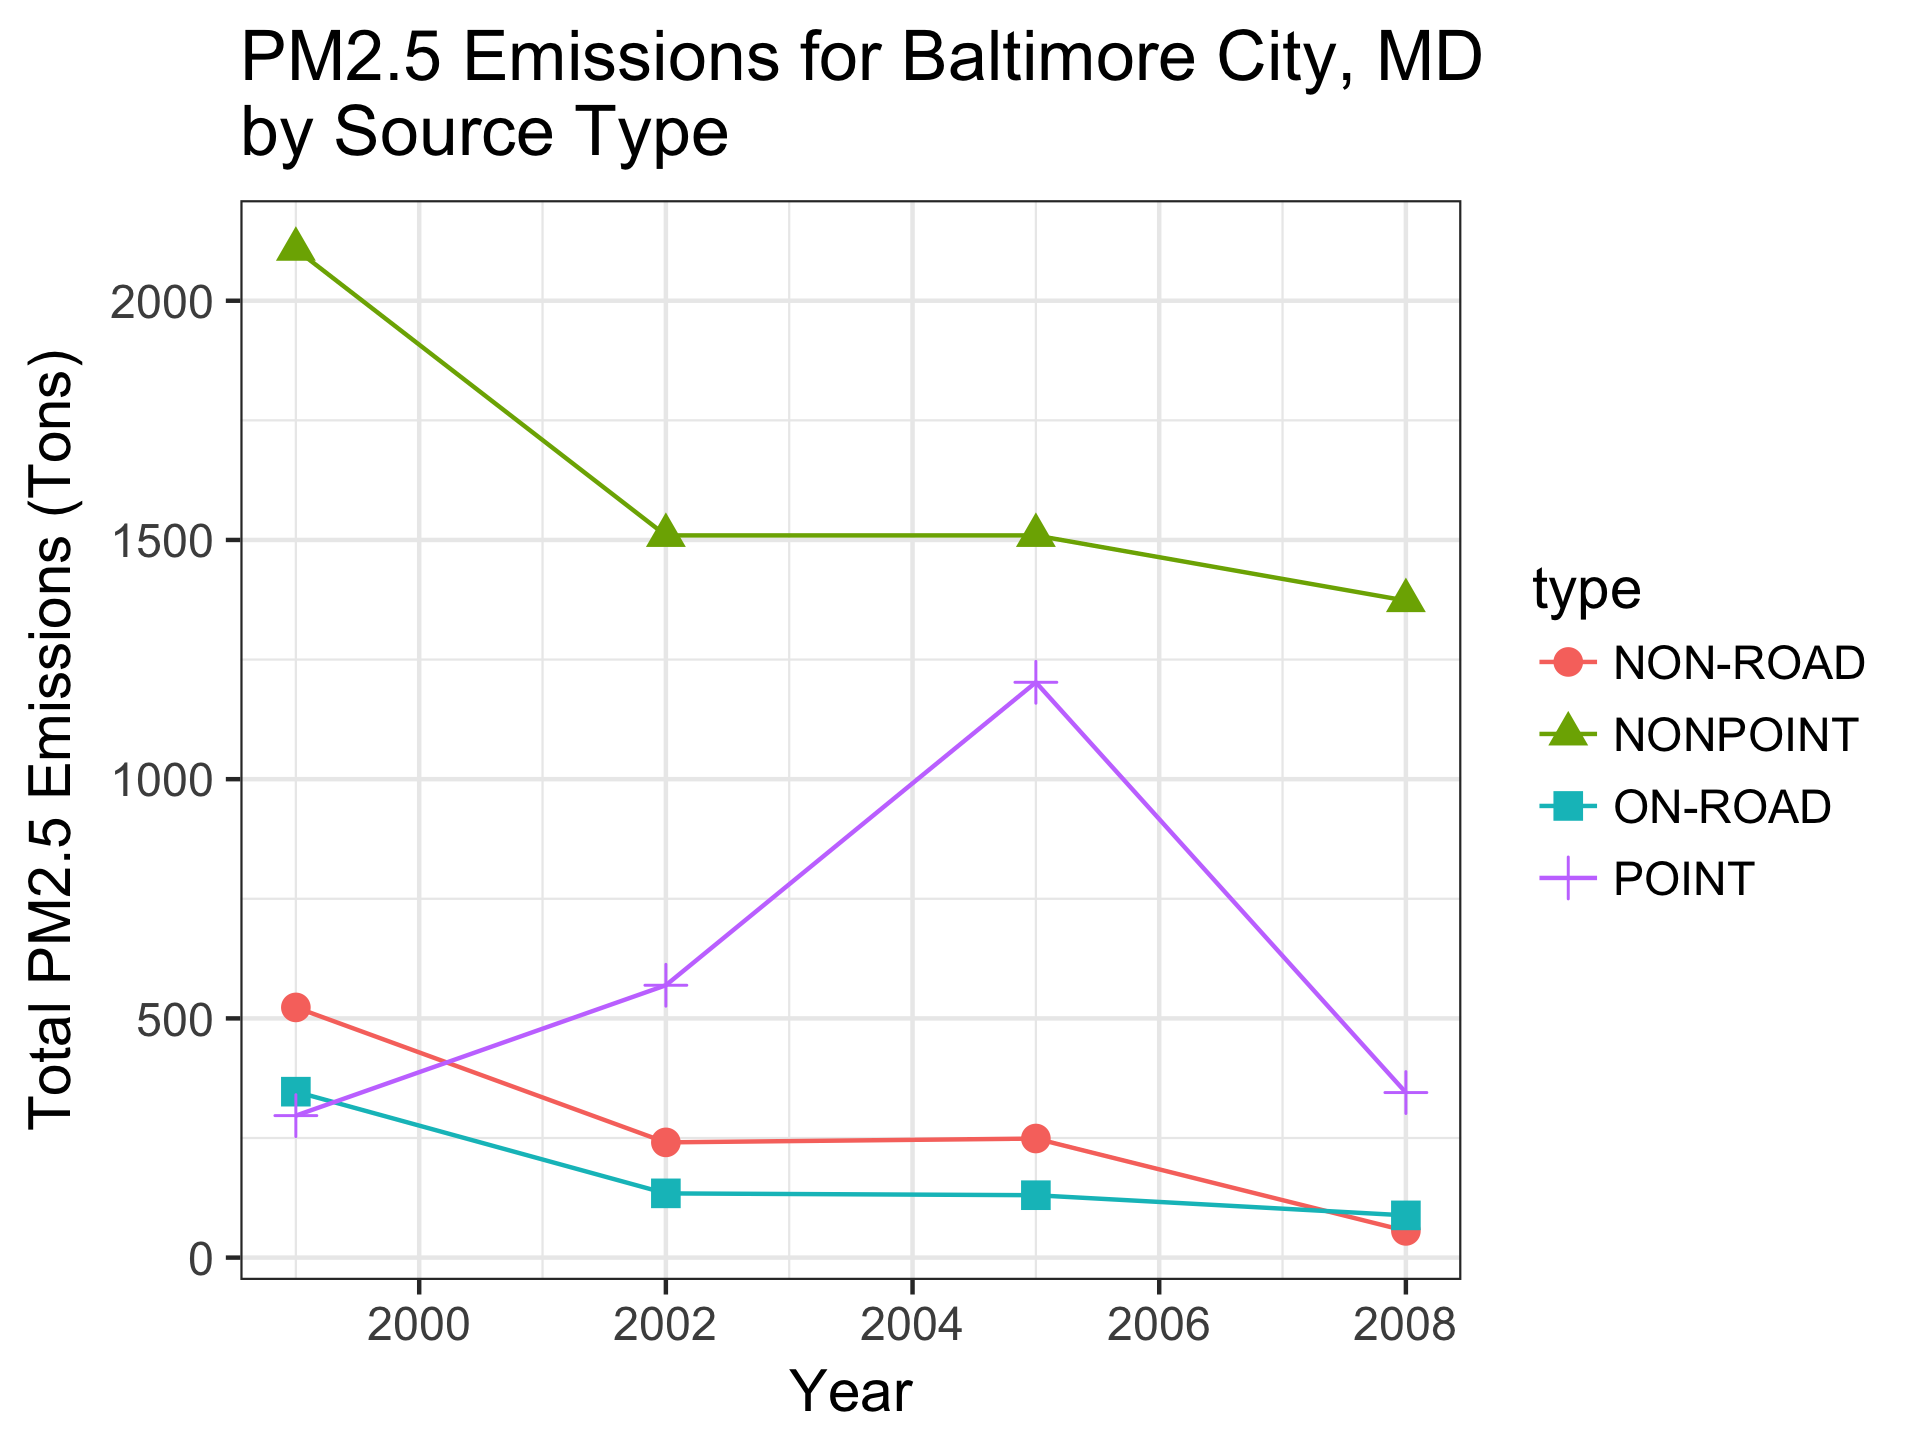 PM2.5 Emissions for Baltimore City, MD
by Source Type
Total PM2.5 Emissions (Tons)
2000
1500
1000
500
0
2000
2002
2004
2006
2008
Year
type
NON-ROAD
NONPOINT
ON-ROAD
POINT